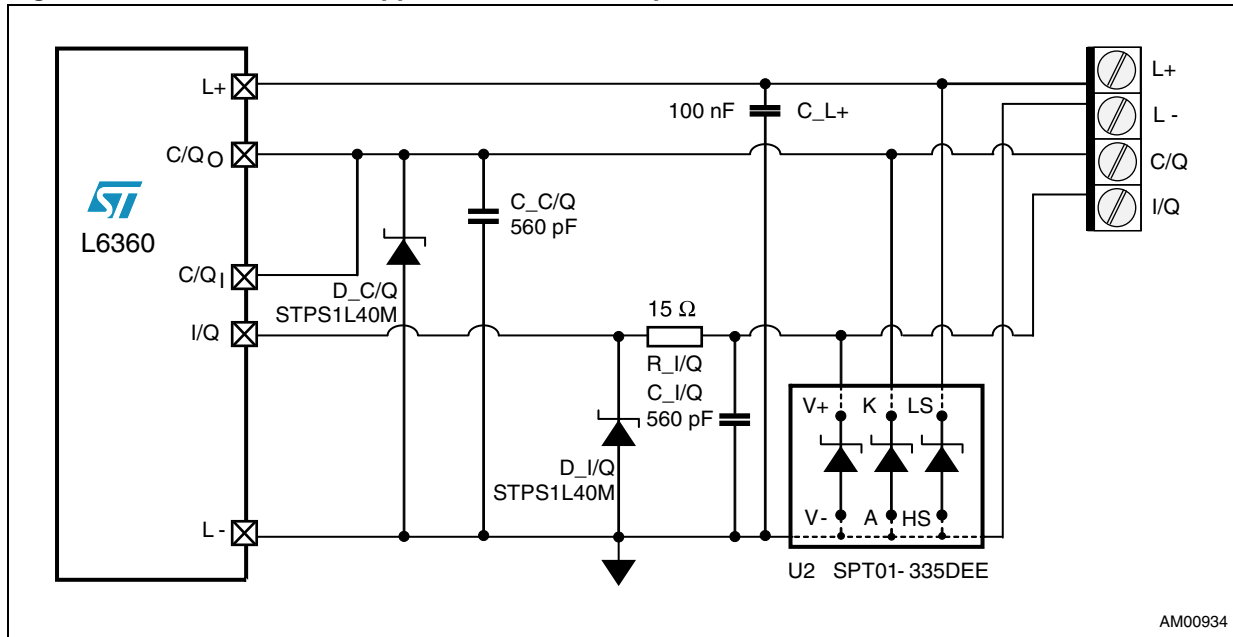 L+
C/QO
ST
L6360
C/QI
I/Q
L -
D_C/Q
STPS1L40M
C_C/Q
560 pF
100 nF
C_L+
15 Ω
R_I/Q
C_I/Q
560 pF
D_I/Q
STPS1L40M
V+ K LS
V- A HS
U2 SPT01-335DEE
L+
L -
C/Q
I/Q
AM00934